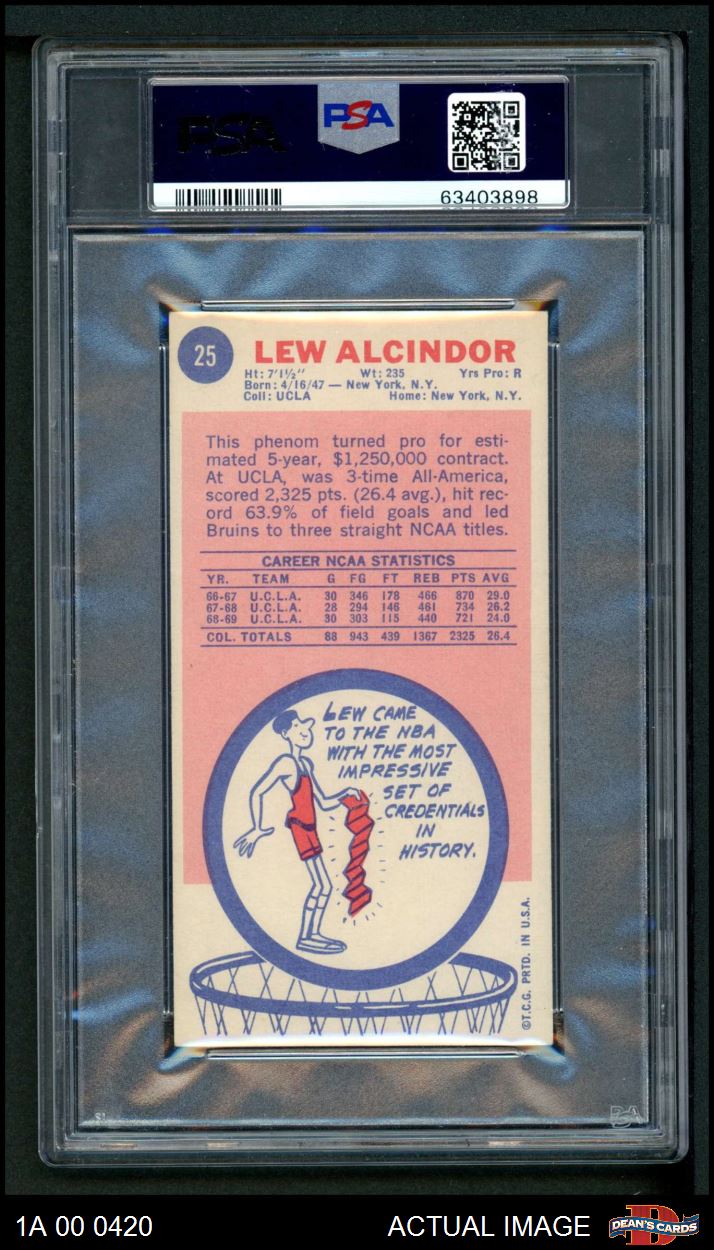 PSA
PSA
63403898
25
LEW ALCINDOR
Ht: 7'1½" Wt: 235 Yrs Pro: R
Born: 4/16/47 — New York, N.Y.
Coll: UCLA Home: New York, N.Y.
This phenom turned pro for esti-
mated 5-year, $1,250,000 contract.
At UCLA, was 3-time All-America,
scored 2,325 pts. (26.4 avg.), hit rec-
ord 63.9% of field goals and led
Bruins to three straight NCAA titles.
CAREER NCAA STATISTICS
YR. TEAM G FG FT REB PTS AVG
66-67 U.C.L.A. 30 346 178 466 870 29.0
67-68 U.C.L.A. 28 294 146 461 734 26.2
68-69 U.C.L.A. 30 303 115 440 721 24.0
COL. TOTALS 88 943 439 1367 2325 26.4
LEW CAME
TO THE NBA
WITH THE MOST
IMPRESSIVE
SET OF
CREDENTIALS
IN
HISTORY.
©T.C.G. PRTD. IN U.S.A.
PSA
1A 00 0420
ACTUAL IMAGE
DEAN'S CARDS